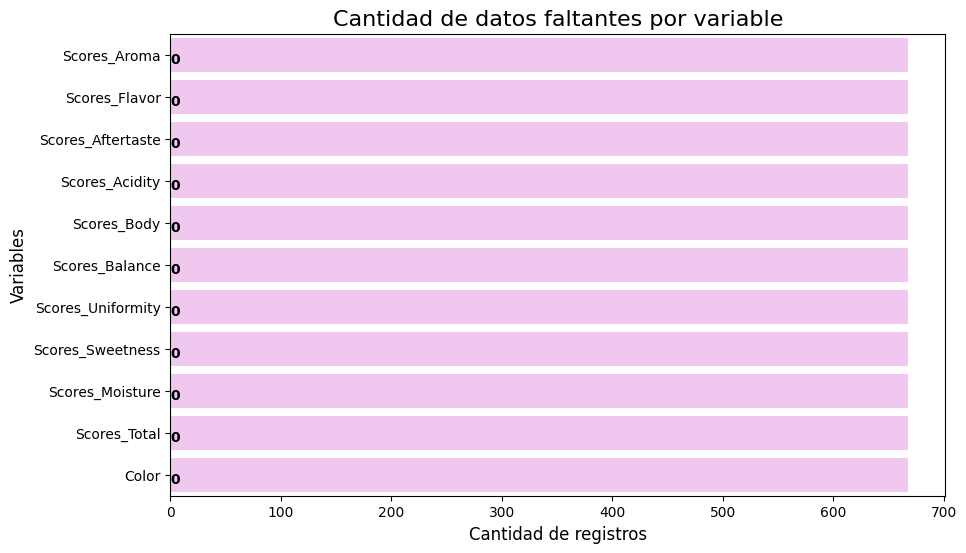 Cantidad de datos faltantes por variable
Variables
Scores_Aroma 0
Scores_Flavor 0
Scores_Aftertaste 0
Scores_Acidity 0
Scores_Body 0
Scores_Balance 0
Scores_Uniformity 0
Scores_Sweetness 0
Scores_Moisture 0
Scores_Total 0
Color 0
0 100 200 300 400 500 600 700
Cantidad de registros